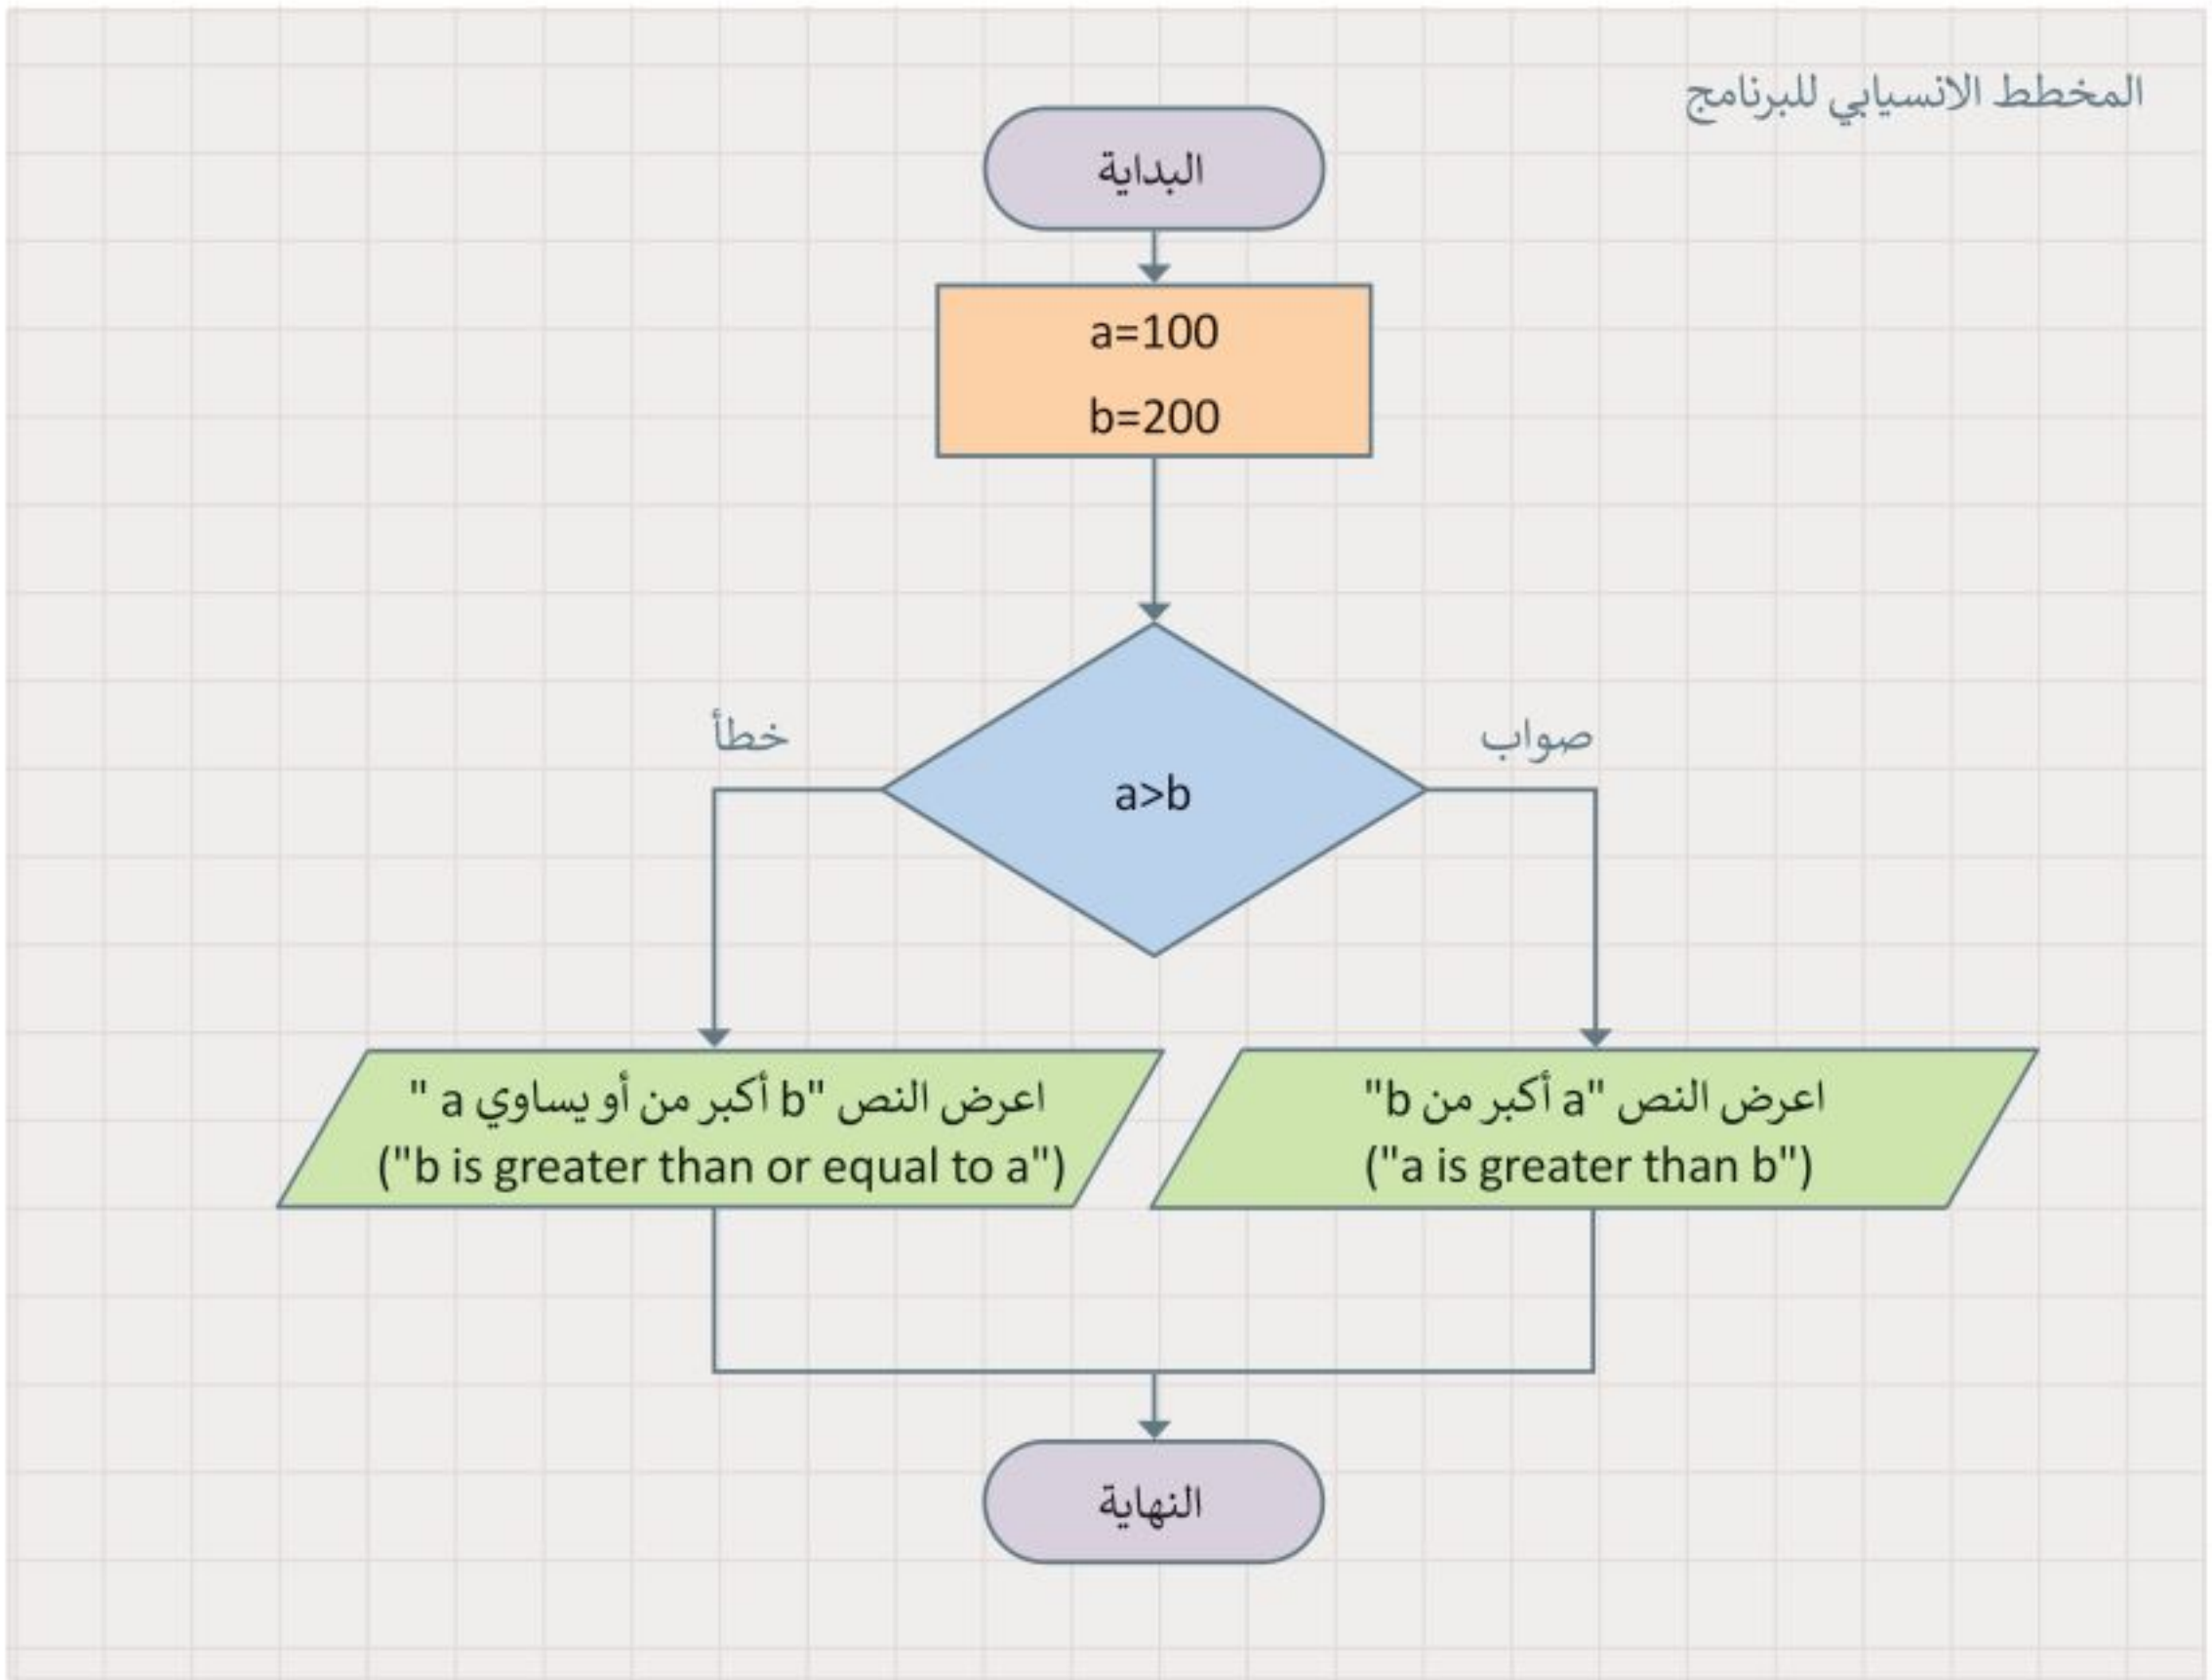 المخطط الانسيابي للبرنامج
البداية
a=100
b=200
a>b
صواب
خطأ
اعرض النص "a أكبر من b"
("a is greater than b")
اعرض النص "b أكبر من أو يساوي a "
("b is greater than or equal to a")
النهاية